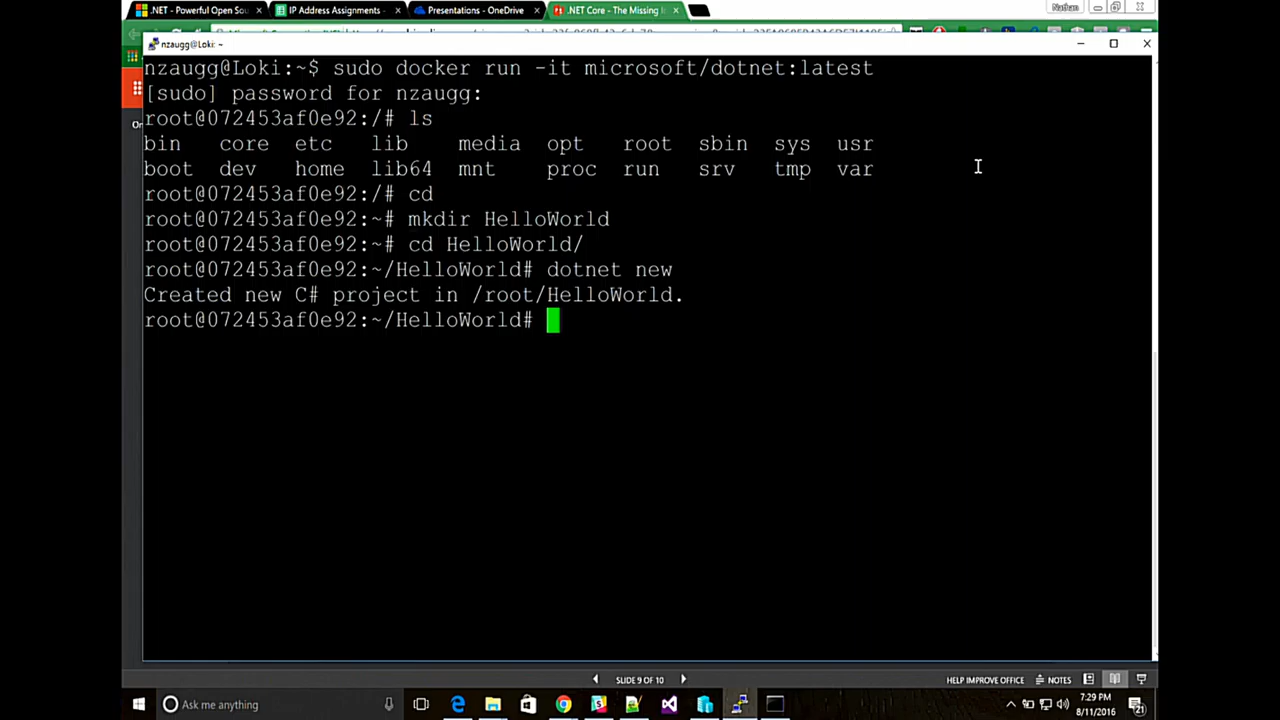 .NET - Powerful Open Sou
IP Address Assignments -
Presentations - OneDrive
.NET Core - The Missing I
Nathan
nzaugg@Loki: ~
nzaugg@Loki:~$ sudo docker run -it microsoft/dotnet:latest
[sudo] password for nzaugg:
root@072453af0e92:/# ls
bin core etc lib media opt root sbin sys usr
boot dev home lib64 mnt proc run srv tmp var
root@072453af0e92:/# cd
root@072453af0e92:~# mkdir HelloWorld
root@072453af0e92:~# cd HelloWorld/
root@072453af0e92:~/HelloWorld# dotnet new
Created new C# project in /root/HelloWorld.
root@072453af0e92:~/HelloWorld#
SLIDE 9 OF 10
HELP IMPROVE OFFICE
NOTES
Ask me anything
7:29 PM
8/11/2016